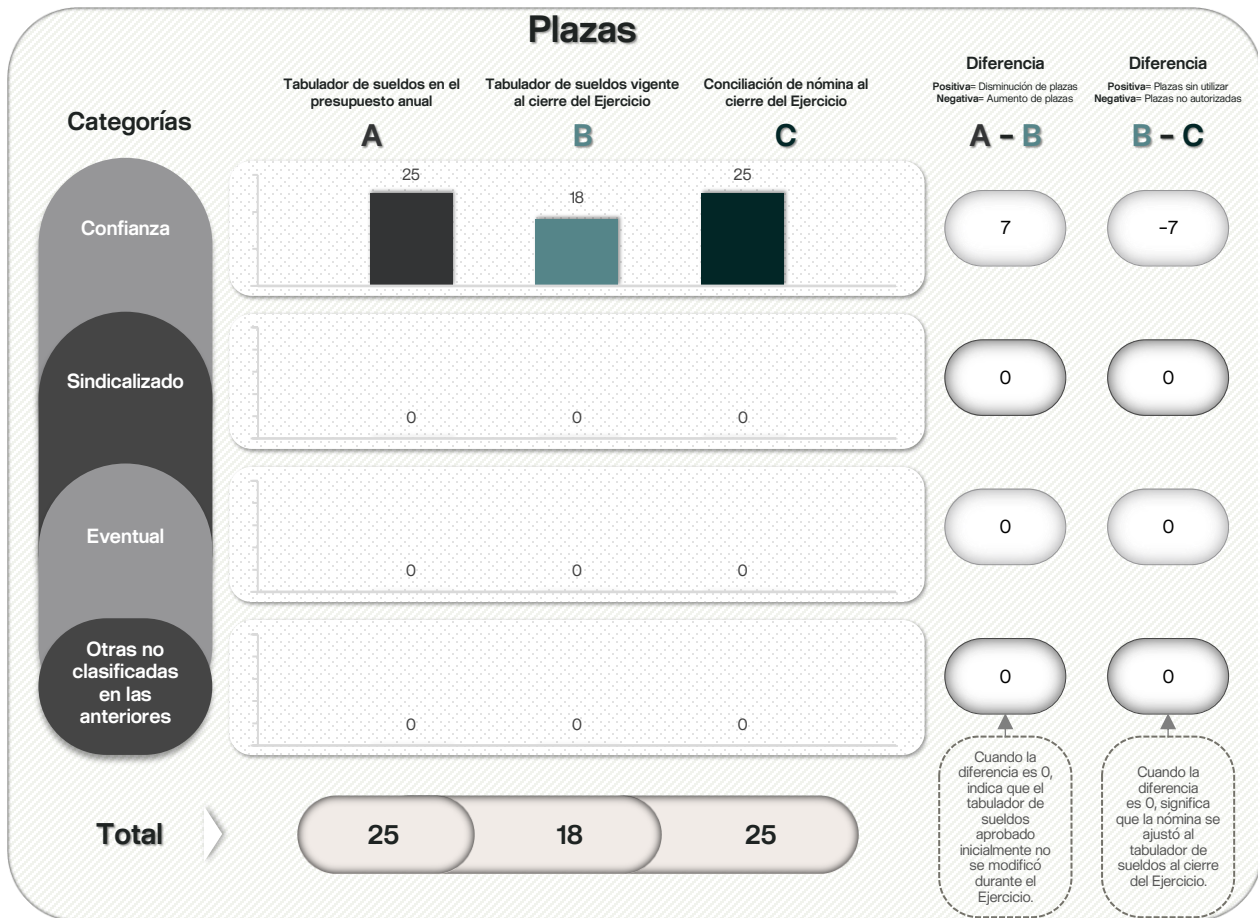 Plazas
Categorías
Tabulador de sueldos en el
presupuesto anual
A
Tabulador de sueldos vigente
al cierre del Ejercicio
B
Conciliación de nómina al
cierre del Ejercicio
C
Diferencia
Positiva= Disminución de plazas
Negativa= Aumento de plazas
A - B
Diferencia
Positiva= Plazas sin utilizar
Negativa= Plazas no autorizadas
B - C
Confianza
25
18
25
7
-7
Sindicalizado
0
0
0
0
0
Eventual
0
0
0
0
0
Otras no
clasificadas
en las
anteriores
0
0
0
0
0
Total
25
18
25
Cuando la
diferencia es 0,
indica que el
tabulador de
sueldos
aprobado
inicialmente no
se modificó
durante el
Ejercicio.
Cuando la
diferencia
es 0, significa
que la nómina se
ajustó al
tabulador de
sueldos al cierre
del Ejercicio.